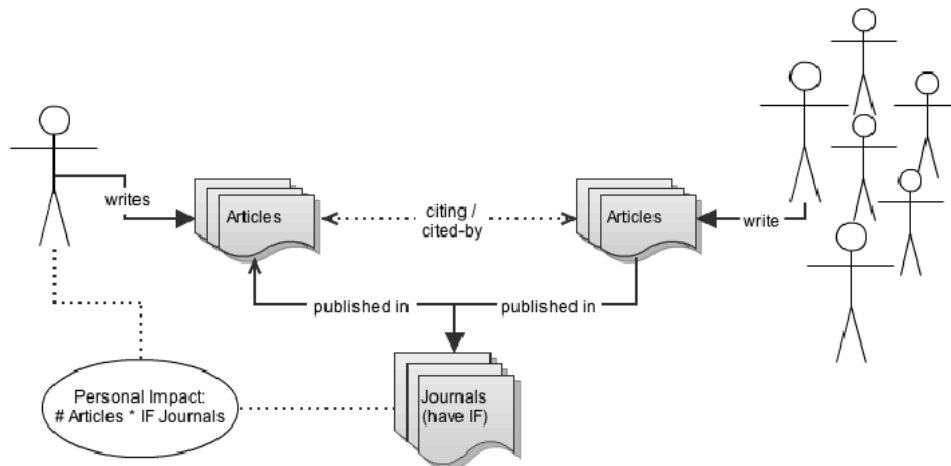 writes
Articles
citing /
cited-by
Articles
write
published in
published in
Personal Impact:
# Articles * IF Journals
Journals
(have IF)